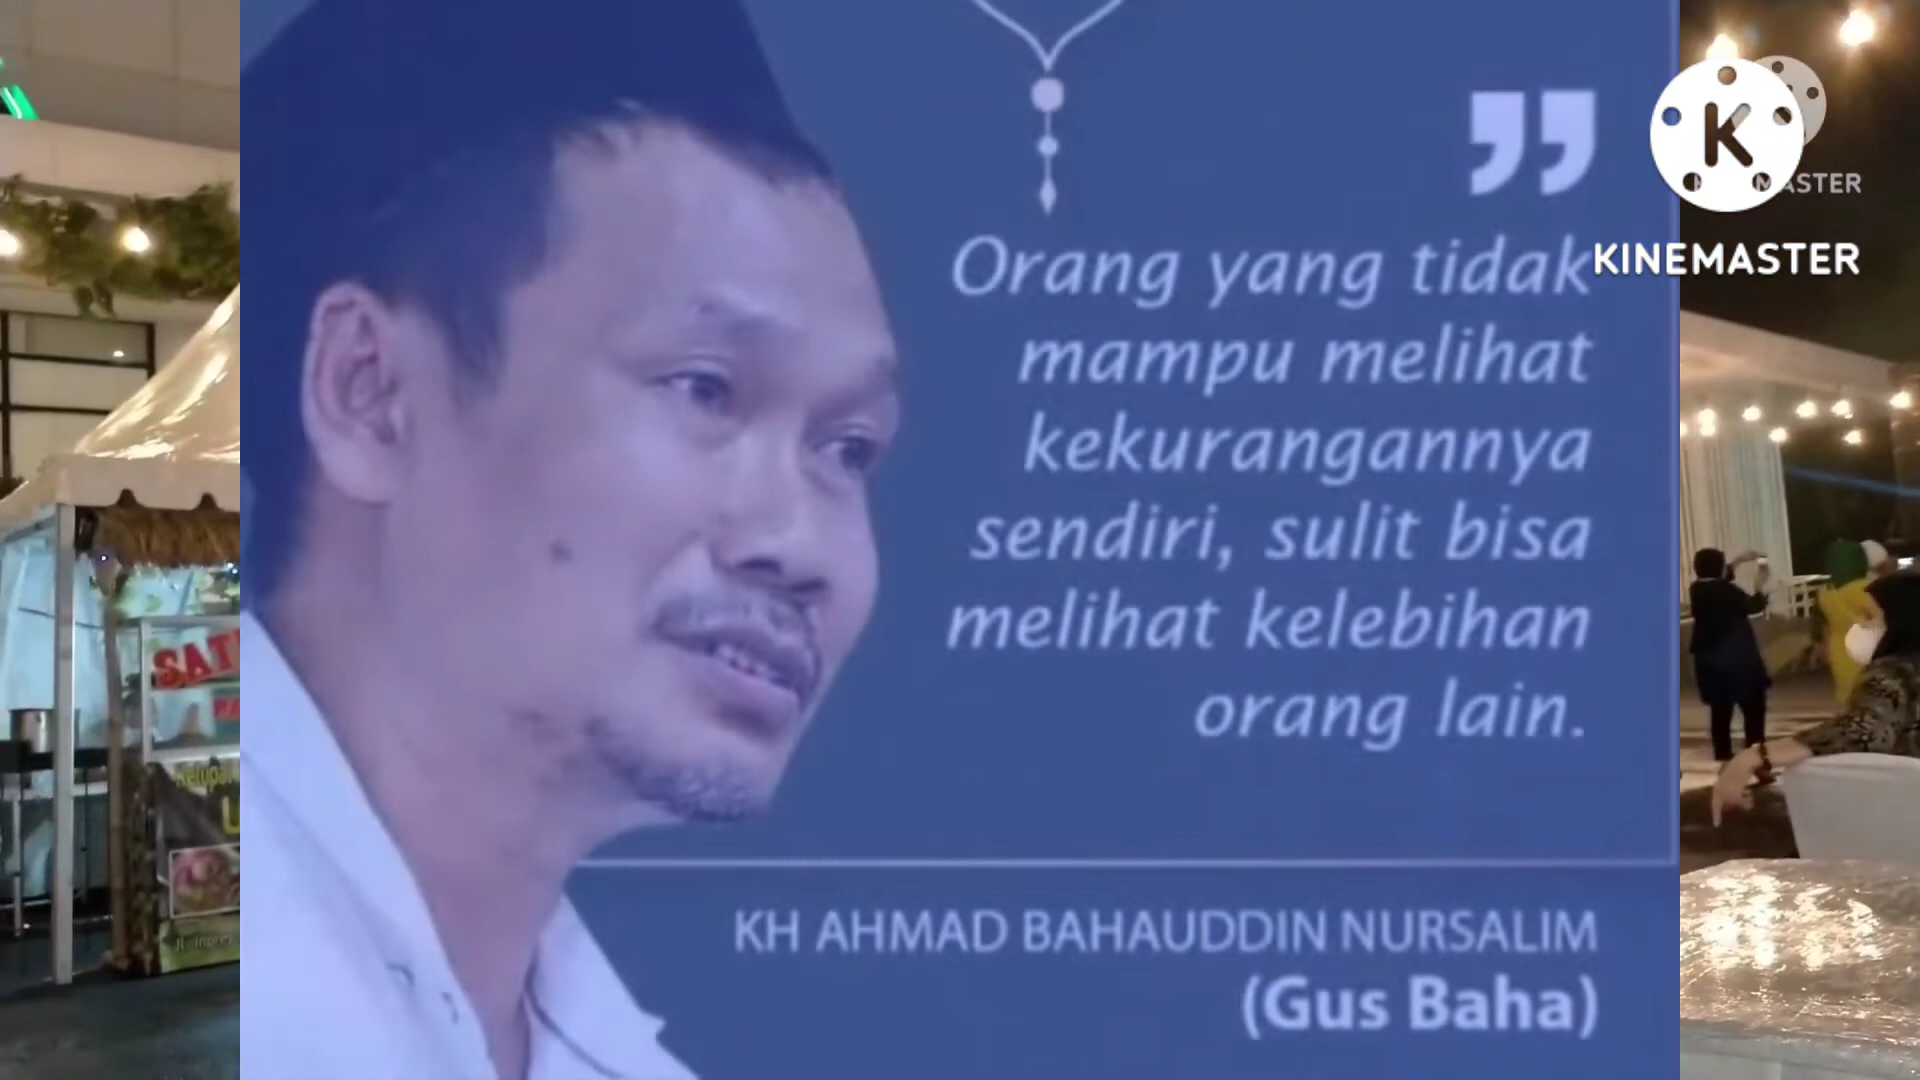 Orang yang tidak
mampu melihat
kekurangannya
sendiri, sulit bisa
melihat kelebihan
orang lain.
KH AHMAD BAHAUDDIN NURSALIM
(Gus Baha)
K
KINEMASTER